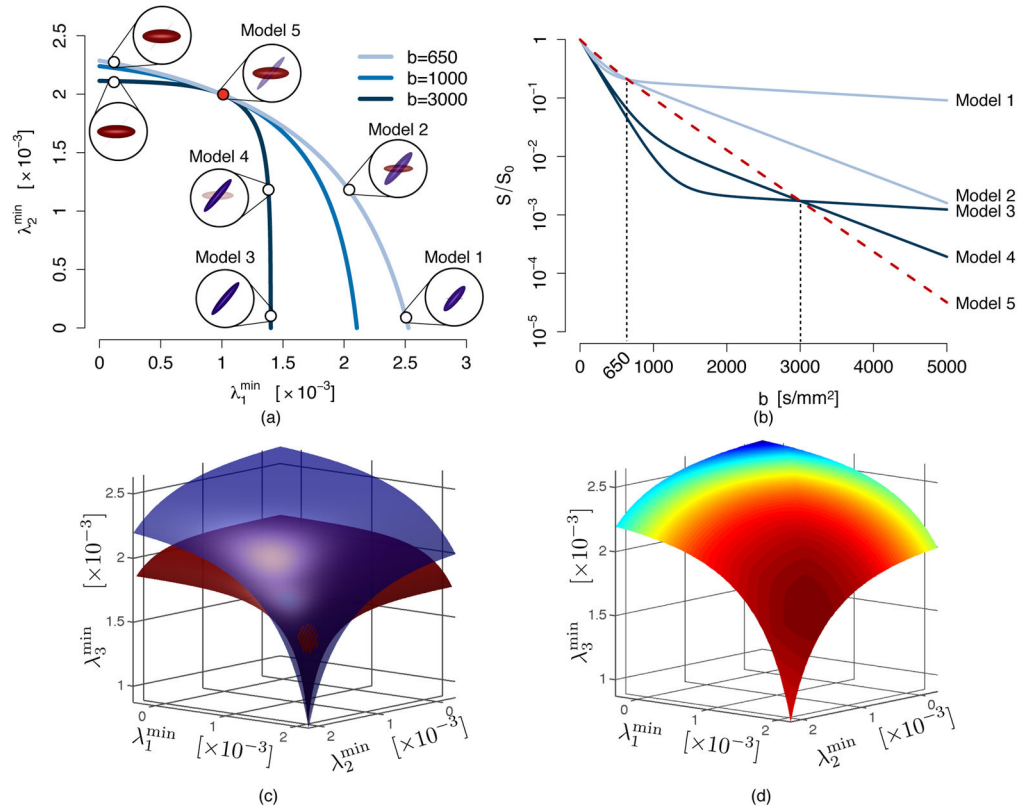 Model 5
b=650
b=1000
b=3000
Model 2
Model 4
Model 3
Model 1
2.5
2
1.5
1
0.5
0
λ₂ᵐⁱⁿ [×10⁻³]
0 0.5 1 1.5 2 2.5 3
λ₁ᵐⁱⁿ [×10⁻³]
(a)
1
10⁻¹
10⁻²
10⁻³
10⁻⁴
10⁻⁵
S/S₀
Model 1
Model 2
Model 3
Model 4
Model 5
0 650 1000 2000 3000 4000 5000
b [s/mm²]
(b)
2.5
2
1.5
1
λ₃ᵐⁱⁿ [×10⁻³]
0 1 2
λ₁ᵐⁱⁿ [×10⁻³]
2 1 0
λ₂ᵐⁱⁿ [×10⁻³]
(c)
2.5
2
1.5
1
λ₃ᵐⁱⁿ [×10⁻³]
0 1 2
λ₁ᵐⁱⁿ [×10⁻³]
2 1 0
λ₂ᵐⁱⁿ [×10⁻³]
(d)